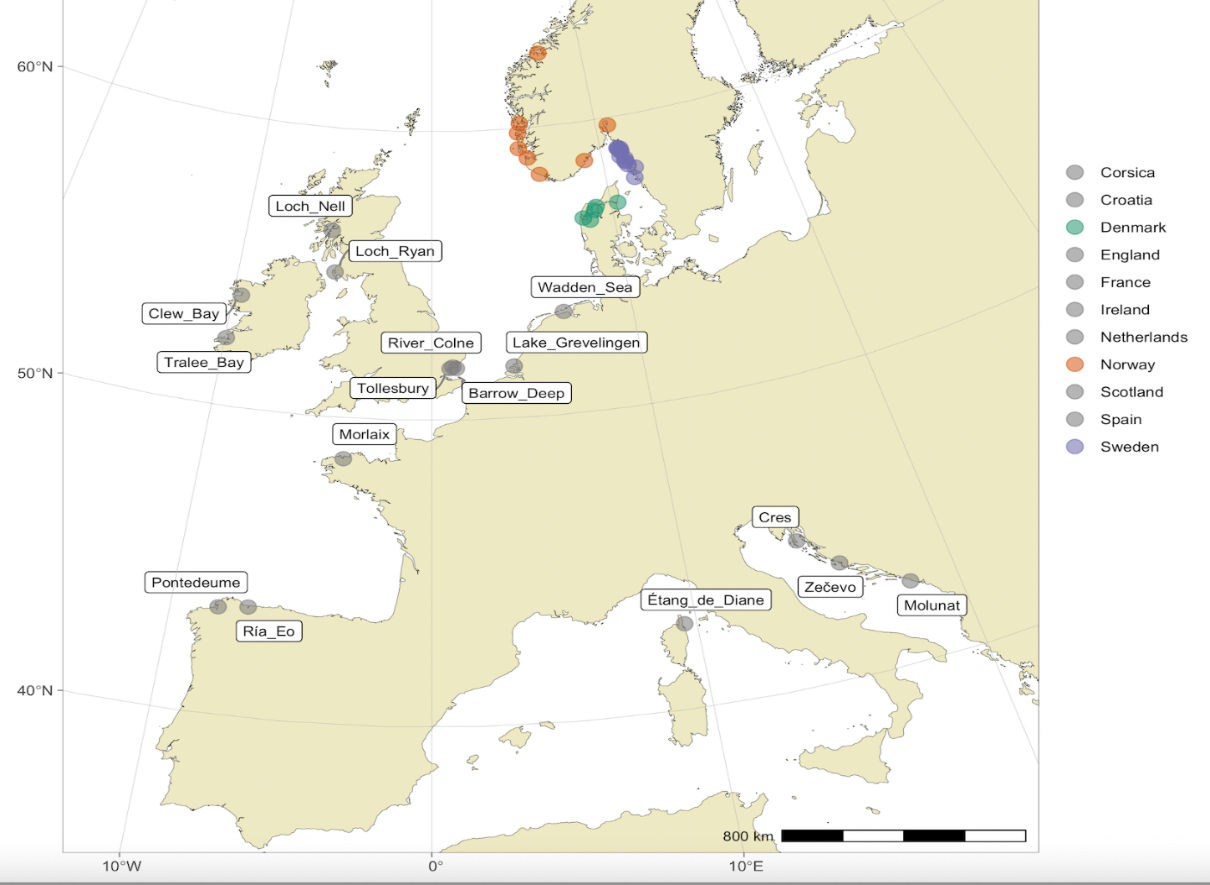 60°N
50°N
40°N
10°W
0°
10°E
Loch_Nell
Loch_Ryan
Clew_Bay
Tralee_Bay
Wadden_Sea
River_Colne
Lake_Grevelingen
Tollesbury
Barrow_Deep
Morlaix
Cres
Pontedeume
Zečevo
Étang_de_Diane
Molunat
Ría_Eo
800 km
Corsica
Croatia
Denmark
England
France
Ireland
Netherlands
Norway
Scotland
Spain
Sweden